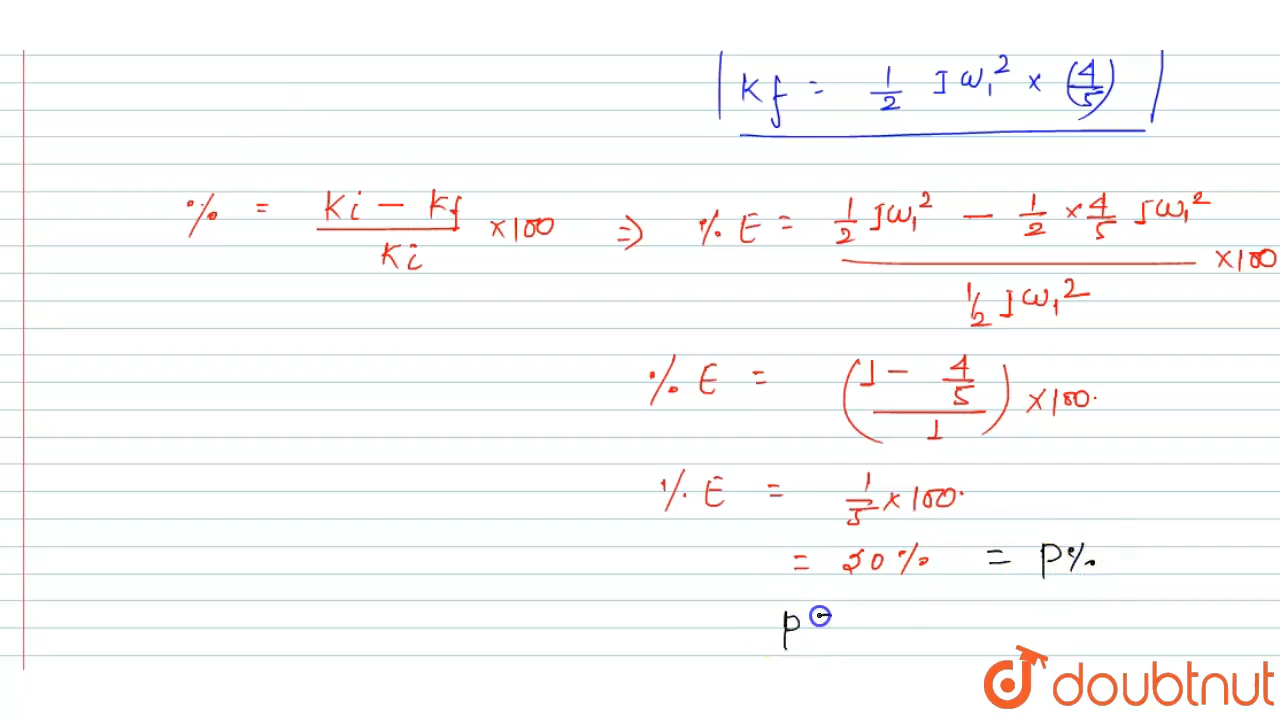 | Kf = 1/2 Iω₁² × (4/5) |
% = Ki − Kf / Ki ×100 ⇒ % E = 1/2 Iω₁² − 1/2 × 4/5 Iω₁² / 1/2 Iω₁² ×100
% E = (1 − 4/5 / 1) ×100.
% E = 1/5 × 100.
= 20 % = P%
P =
doubtnut